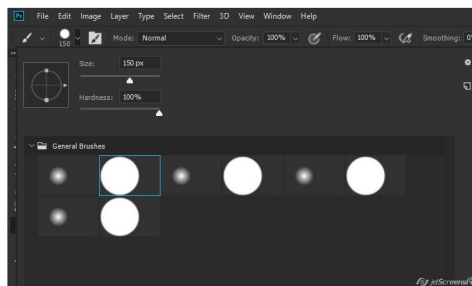 Ps File Edit Image Layer Type Select Filter 3D View Window Help
150 Mode: Normal Opacity: 100% Flow: 100% Smoothing: 0%
Size: 150 px
Hardness: 100%
General Brushes